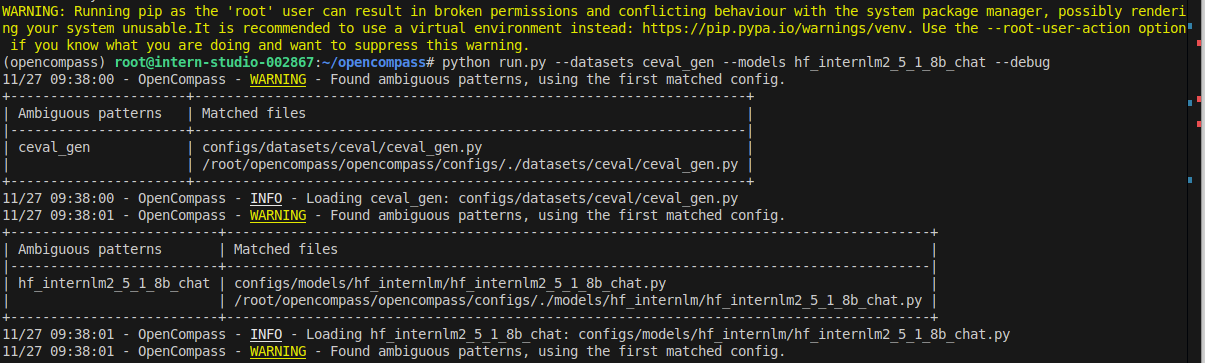 WARNING: Running pip as the 'root' user can result in broken permissions and conflicting behaviour with the system package manager, possibly renderi
ng your system unusable.It is recommended to use a virtual environment instead: https://pip.pypa.io/warnings/venv. Use the --root-user-action option
 if you know what you are doing and want to suppress this warning.
(opencompass) root@intern-studio-002867:~/opencompass# python run.py --datasets ceval_gen --models hf_internlm2_5_1_8b_chat --debug
11/27 09:38:00 - OpenCompass - WARNING - Found ambiguous patterns, using the first matched config.
+----------------------+--------------------------------------------------------------------+
| Ambiguous patterns   | Matched files                                                      |
|----------------------+--------------------------------------------------------------------|
| ceval_gen            | configs/datasets/ceval/ceval_gen.py                                |
|                      | /root/opencompass/opencompass/configs/./datasets/ceval/ceval_gen.py |
+----------------------+--------------------------------------------------------------------+
11/27 09:38:00 - OpenCompass - INFO - Loading ceval_gen: configs/datasets/ceval/ceval_gen.py
11/27 09:38:01 - OpenCompass - WARNING - Found ambiguous patterns, using the first matched config.
+--------------------------+----------------------------------------------------------------------------------------+
| Ambiguous patterns       | Matched files                                                                          |
|--------------------------+----------------------------------------------------------------------------------------|
| hf_internlm2_5_1_8b_chat | configs/models/hf_internlm/hf_internlm2_5_1_8b_chat.py                                 |
|                          | /root/opencompass/opencompass/configs/./models/hf_internlm/hf_internlm2_5_1_8b_chat.py |
+--------------------------+----------------------------------------------------------------------------------------+
11/27 09:38:01 - OpenCompass - INFO - Loading hf_internlm2_5_1_8b_chat: configs/models/hf_internlm/hf_internlm2_5_1_8b_chat.py
11/27 09:38:01 - OpenCompass - WARNING - Found ambiguous patterns, using the first matched config.